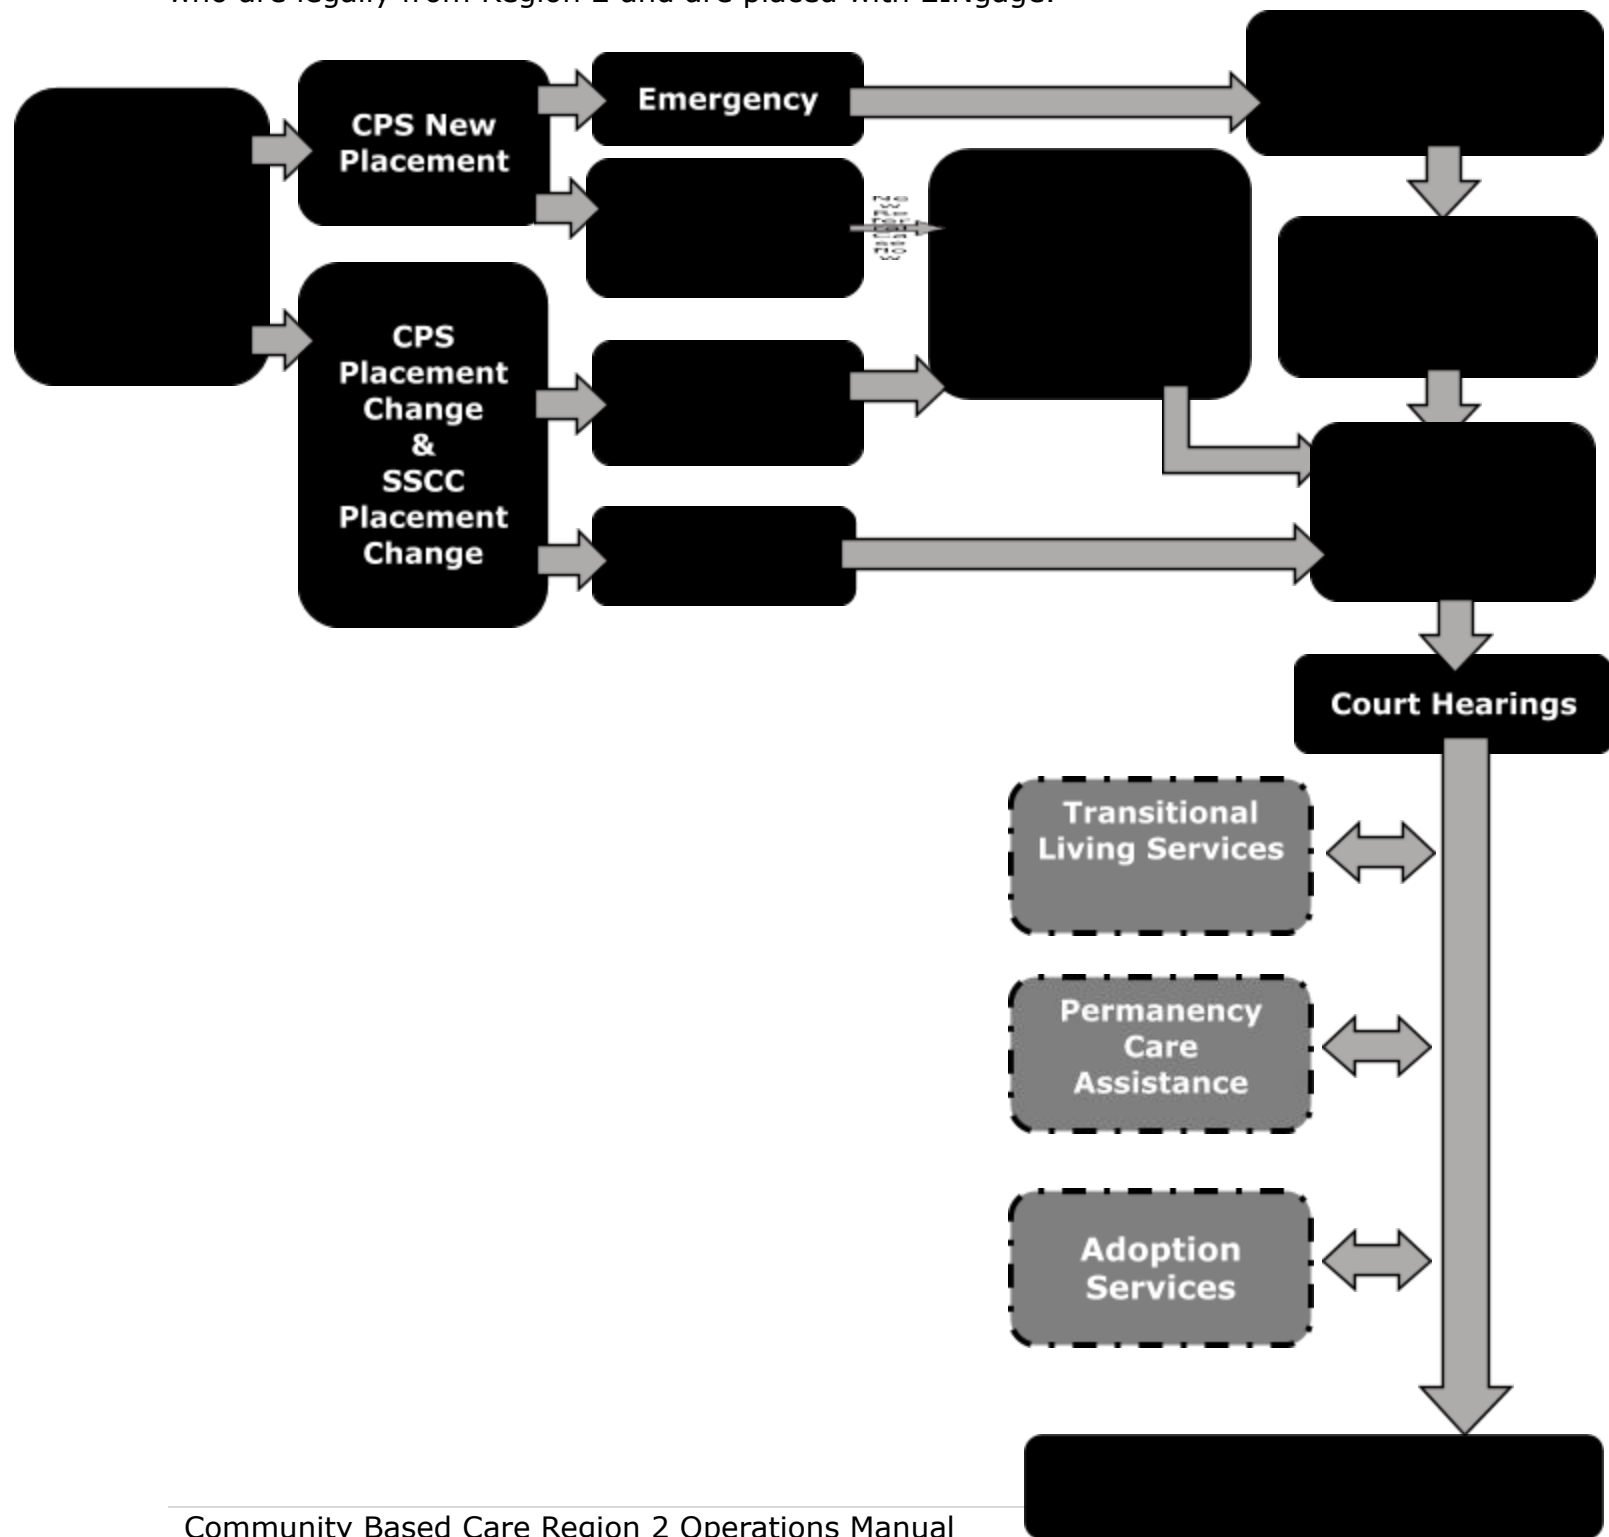 who are legally from Region 2 and are placed with 2INgage.
Emergency
CPS New
Placement
CPS
Placement
Change
&
SSCC
Placement
Change
Court Hearings
Transitional
Living Services
Permanency
Care
Assistance
Adoption
Services
Community Based Care Region 2 Operations Manual